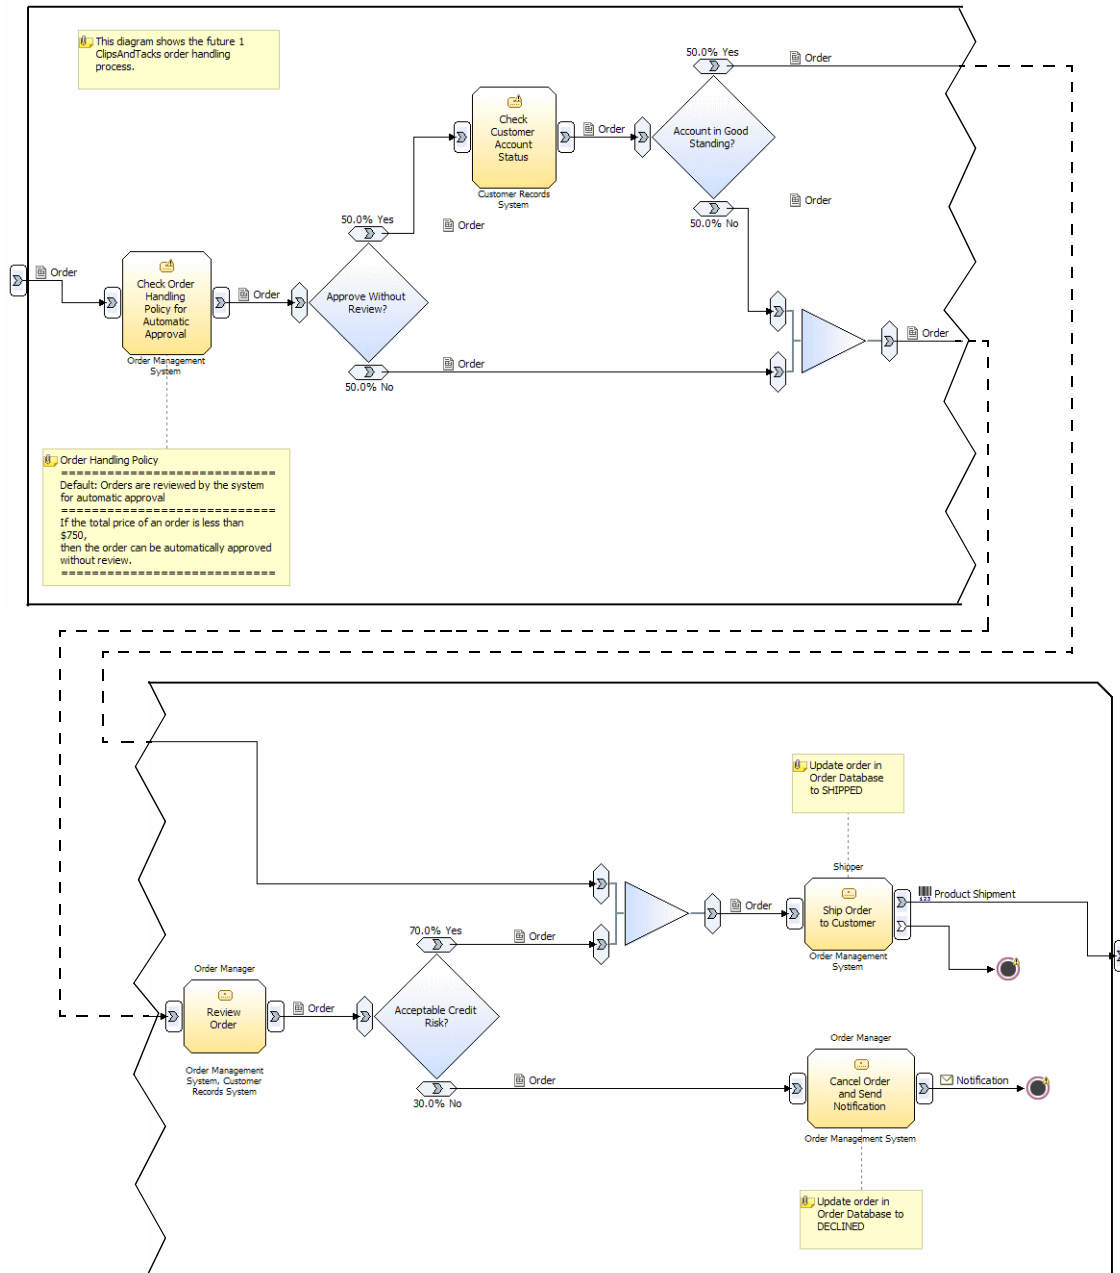 This diagram shows the future 1
ClipsAndTacks order handling
process.
50.0% Yes
Order
Check
Customer
Account
Status
Order
Account in Good
Standing?
Customer Records
System
50.0% No
Order
50.0% Yes
Order
Order
Check Order
Handling
Policy for
Automatic
Approval
Order
Approve Without
Review?
Order Management
System
50.0% No
Order
Order
Order Handling Policy
============================
Default: Orders are reviewed by the system
for automatic approval
============================
If the total price of an order is less than
$750,
then the order can be automatically approved
without review.
============================
Update order in
Order Database
to SHIPPED
Shipper
Ship Order
to Customer
Order Management
System
123
Product Shipment
Order
70.0% Yes
Order
Order Manager
Review
Order
Order Management
System, Customer
Records System
Order
Acceptable Credit
Risk?
30.0% No
Order
Order Manager
Cancel Order
and Send
Notification
Order Management System
Notification
Update order in
Order Database to
DECLINED